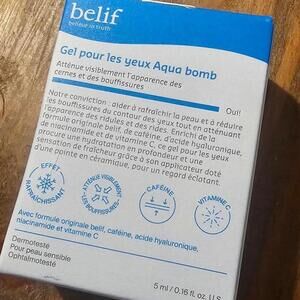 belif
believe in truth
Gel pour les yeux Aqua bomb
Atténue visiblement l'apparence des
cernes et des bouffissures
Oui!
Notre conviction : aider à rafraîchir la peau et à réduire
les bouffissures du contour des yeux tout en atténuant
l'apparence des ridules et des rides. Enrichi de la
formule originale belif, de caféine, d'acide hyaluronique,
de niacinamide et de vitamine C, ce gel pour les yeux
procure une hydratation en profondeur et une
sensation de fraîcheur grâce à son applicateur doté
d'une pointe en céramique, pour un regard éclatant.
EFFET
RAFRAÎCHISSANT
ATTÉNUE VISIBLEMENT
LES BOUFFISSURES
CAFÉINE
VITAMINE C
Avec formule originale belif, caféine, acide hyaluronique,
niacinamide et vitamine C
Dermotesté
Pour peau sensible
Ophtalmotesté
5 ml / 0.16 fl. oz. U.S.